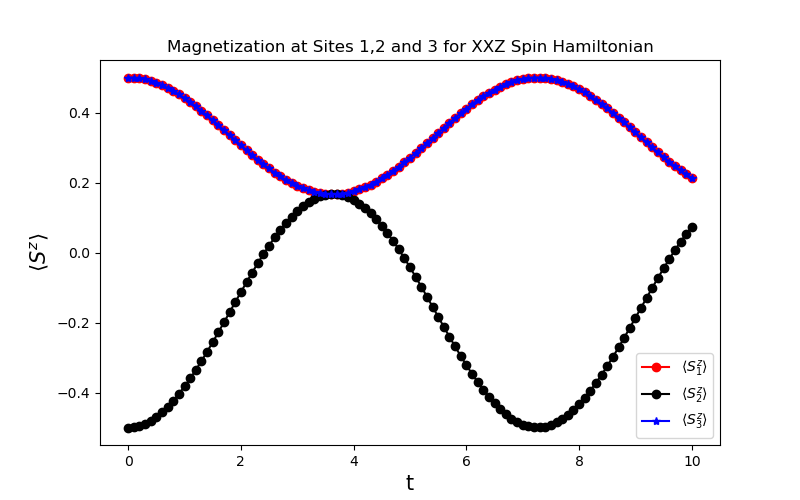 Magnetization at Sites 1,2 and 3 for XXZ Spin Hamiltonian
⟨S^z⟩
0.4
0.2
0.0
−0.2
−0.4
⟨S_1^z⟩
⟨S_2^z⟩
⟨S_3^z⟩
0 2 4 6 8 10
t